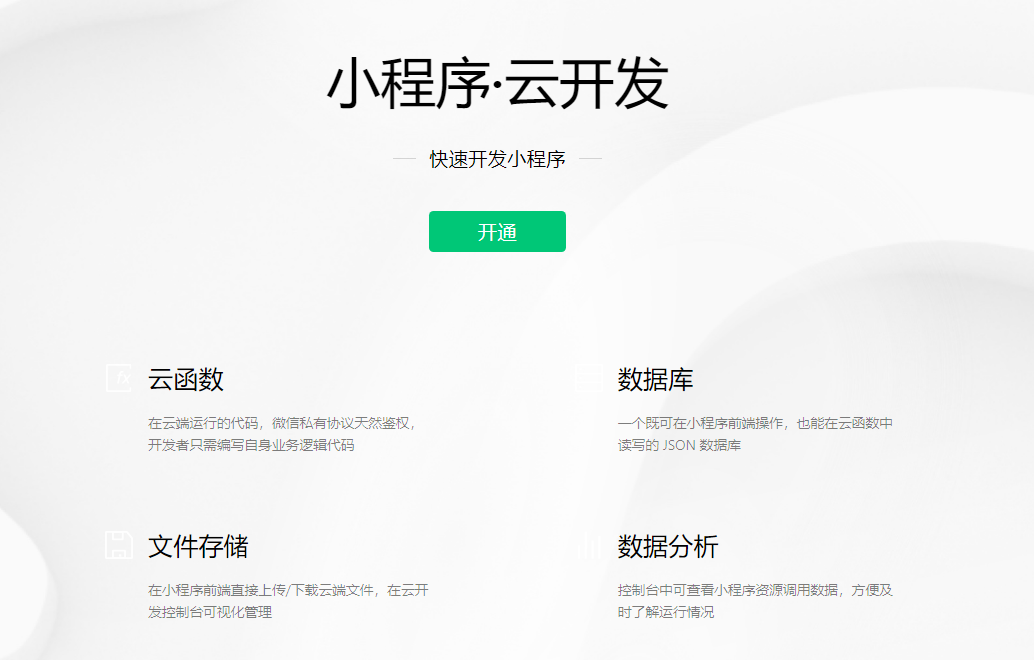 小程序·云开发
快速开发小程序
开通
fx
云函数
在云端运行的代码，微信私有协议天然鉴权，
开发者只需编写自身业务逻辑代码
数据库
一个既可在小程序前端操作，也能在云函数中
读写的 JSON 数据库
文件存储
在小程序前端直接上传/下载云端文件，在云开
发控制台可视化管理
数据分析
控制台中可查看小程序资源调用数据，方便及
时了解运行情况